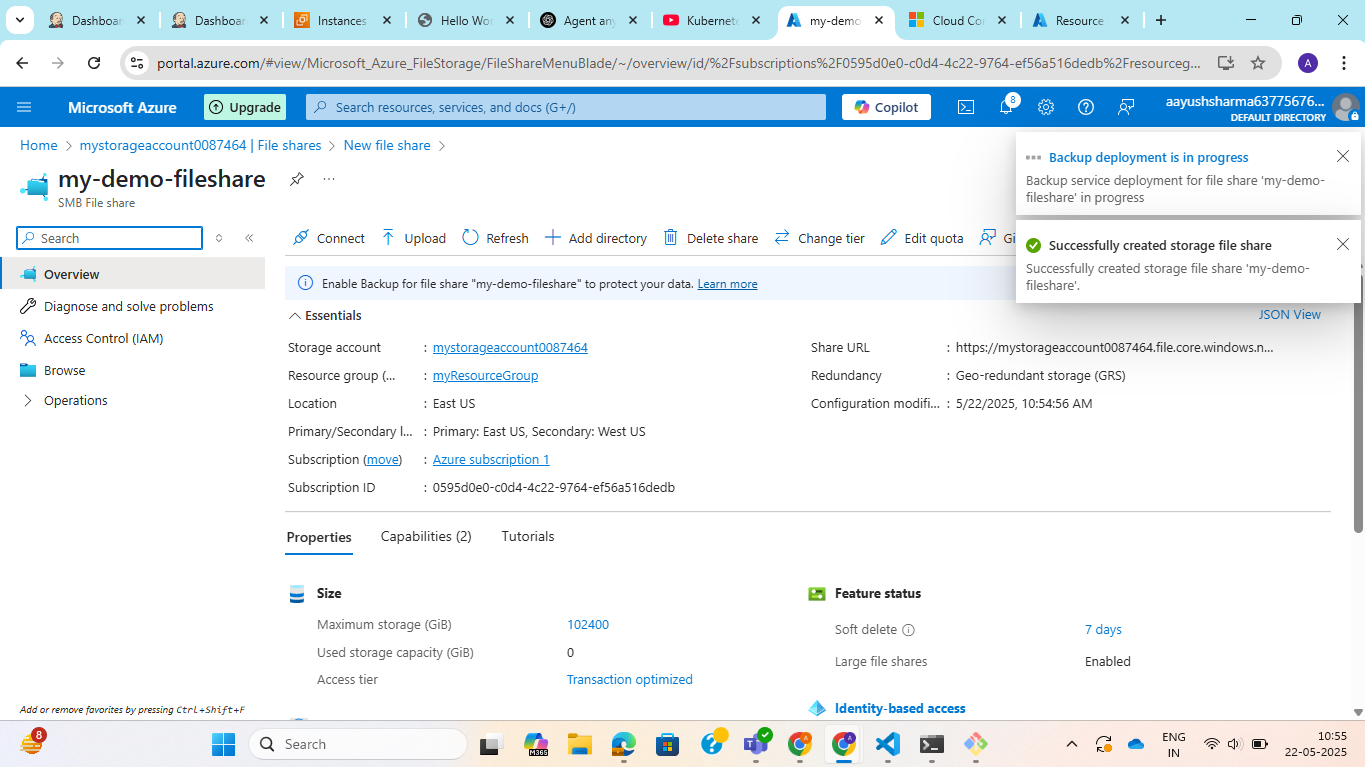 Dashboar
Dashboar
Instances
Hello Wor
Agent any
Kubernete
my-demo
Cloud Con
Resource
portal.azure.com/#view/Microsoft_Azure_FileStorage/FileShareMenuBlade/~/overview/id/%2Fsubscriptions%2F0595d0e0-c0d4-4c22-9764-ef56a516dedb%2Fresourceg...
A
Microsoft Azure
Upgrade
Search resources, services, and docs (G+/)
Copilot
8
aayushsharma63775676...
DEFAULT DIRECTORY
Home > mystorageaccount0087464 | File shares > New file share >
my-demo-fileshare
SMB File share
Backup deployment is in progress
Backup service deployment for file share 'my-demo-
fileshare' in progress
Successfully created storage file share
Successfully created storage file share 'my-demo-
fileshare'.
Search
Overview
Diagnose and solve problems
Access Control (IAM)
Browse
Operations
Add or remove favorites by pressing Ctrl+Shift+F
Connect
Upload
Refresh
Add directory
Delete share
Change tier
Edit quota
Gi
Enable Backup for file share "my-demo-fileshare" to protect your data. Learn more
Essentials
JSON View
Storage account : mystorageaccount0087464
Resource group (... : myResourceGroup
Location : East US
Primary/Secondary l... : Primary: East US, Secondary: West US
Subscription (move) : Azure subscription 1
Subscription ID : 0595d0e0-c0d4-4c22-9764-ef56a516dedb
Share URL : https://mystorageaccount0087464.file.core.windows.n...
Redundancy : Geo-redundant storage (GRS)
Configuration modifi... : 5/22/2025, 10:54:56 AM
Properties
Capabilities (2)
Tutorials
Size
Maximum storage (GiB) 102400
Used storage capacity (GiB) 0
Access tier Transaction optimized
Feature status
Soft delete 7 days
Large file shares Enabled
Identity-based access
8
Search
M365
A
A
ENG
IN
10:55
22-05-2025